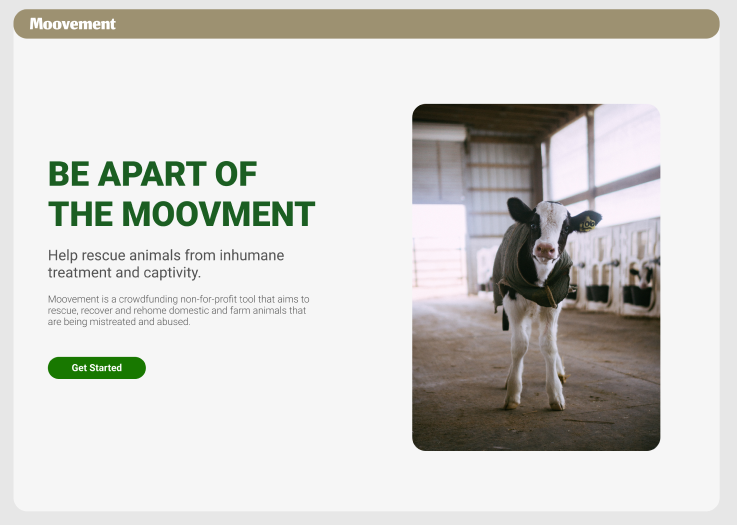 Moovement
BE APART OF
THE MOOVMENT
Help rescue animals from inhumane
treatment and captivity.
Moovement is a crowdfunding non-for-profit tool that aims to
rescue, recover and rehome domestic and farm animals that
are being mistreated and abused.
Get Started